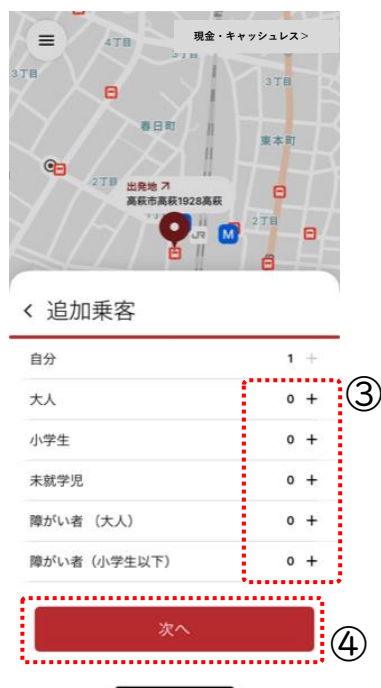 4丁目
現金・キャッシュレス>
3丁目
3丁目
3丁目
春日町
東本町
2丁目
出発地
高萩市高萩1928高萩
JR
M
2丁目
追加乗客
自分 1 +
大人 0 +
③
小学生 0 +
未就学児 0 +
障がい者 （大人） 0 +
障がい者（小学生以下） 0 +
次へ
④